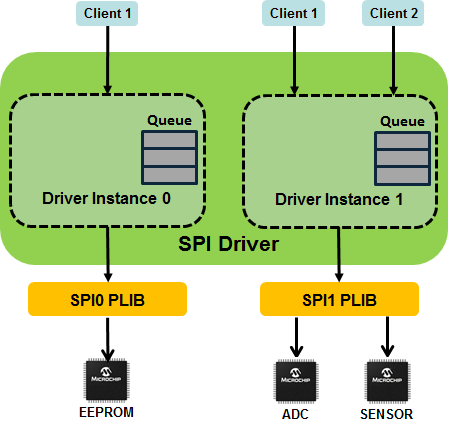 Client 1
Client 1
Client 2
Queue
Driver Instance 0
Queue
Driver Instance 1
SPI Driver
SPI0 PLIB
SPI1 PLIB
MICROCHIP
MICROCHIP
MICROCHIP
EEPROM
ADC
SENSOR